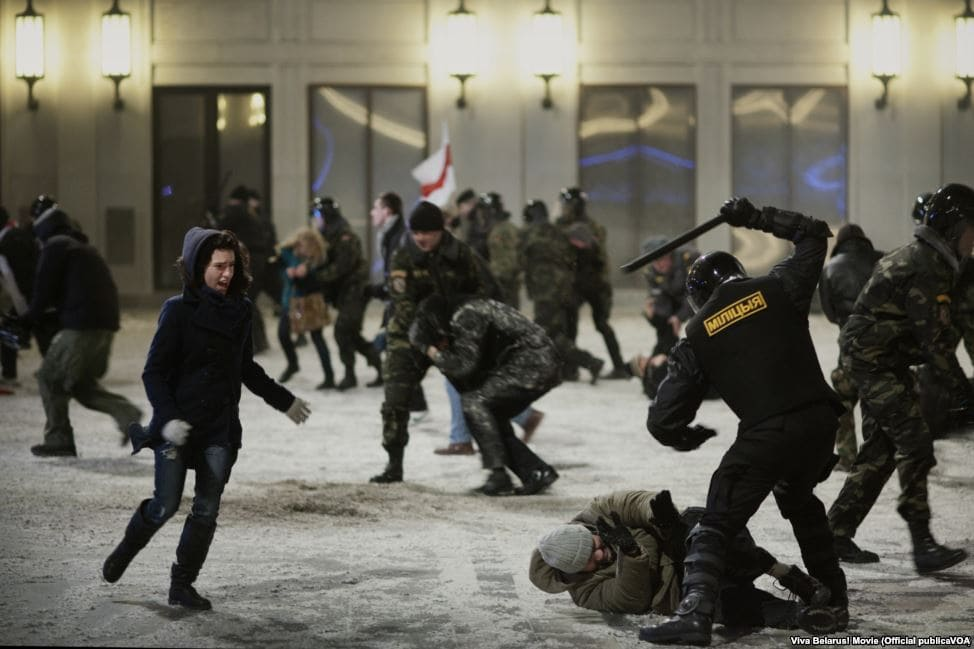 МІЛІЦЫЯ
Viva Belarus! Movie (Official publicaVOA